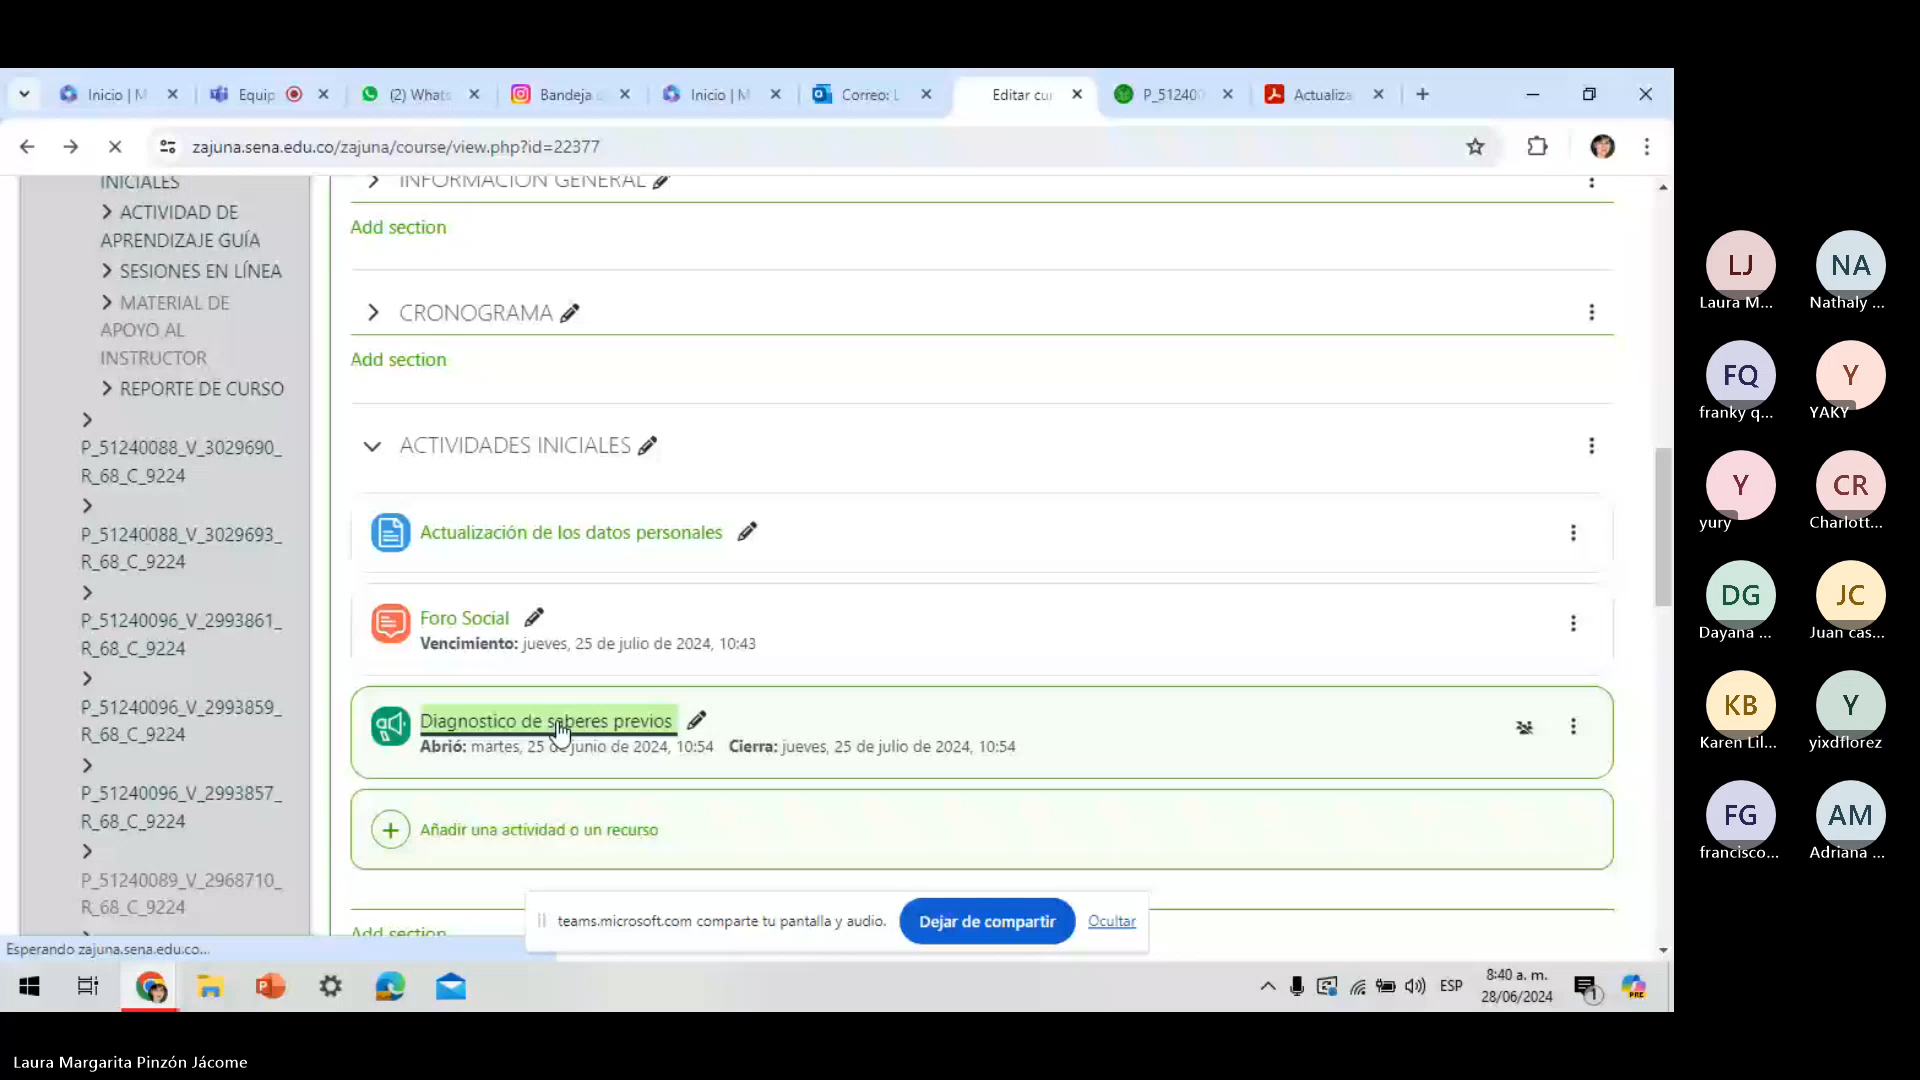 Inicio | M
Equip
(2) Whats
Bandeja
Inicio | M
Correo: L
Editar cur
P_51240
Actualiza
zajuna.sena.edu.co/zajuna/course/view.php?id=22377
INICIALES
ACTIVIDAD DE
APRENDIZAJE GUÍA
SESIONES EN LÍNEA
MATERIAL DE
APOYO AL
INSTRUCTOR
REPORTE DE CURSO
P_51240088_V_3029690_
R_68_C_9224
P_51240088_V_3029693_
R_68_C_9224
P_51240096_V_2993861_
R_68_C_9224
P_51240096_V_2993859_
R_68_C_9224
P_51240096_V_2993857_
R_68_C_9224
P_51240089_V_2968710_
R_68_C_9224
INFORMACIÓN GENERAL
Add section
CRONOGRAMA
Add section
ACTIVIDADES INICIALES
Actualización de los datos personales
Foro Social
Vencimiento: jueves, 25 de julio de 2024, 10:43
Diagnostico de saberes previos
Abrió: martes, 25 de junio de 2024, 10:54 Cierra: jueves, 25 de julio de 2024, 10:54
Añadir una actividad o un recurso
Add section
teams.microsoft.com comparte tu pantalla y audio.
Dejar de compartir
Ocultar
Esperando zajuna.sena.edu.co...
ESP
8:40 a. m.
28/06/2024
1
PRE
LJ
Laura M...
NA
Nathaly ...
FQ
franky q...
Y
YAKY
Y
yury
CR
Charlott...
DG
Dayana ...
JC
Juan cas...
KB
Karen Lil...
Y
yixdflorez
FG
francisco...
AM
Adriana ...
Laura Margarita Pinzón Jácome